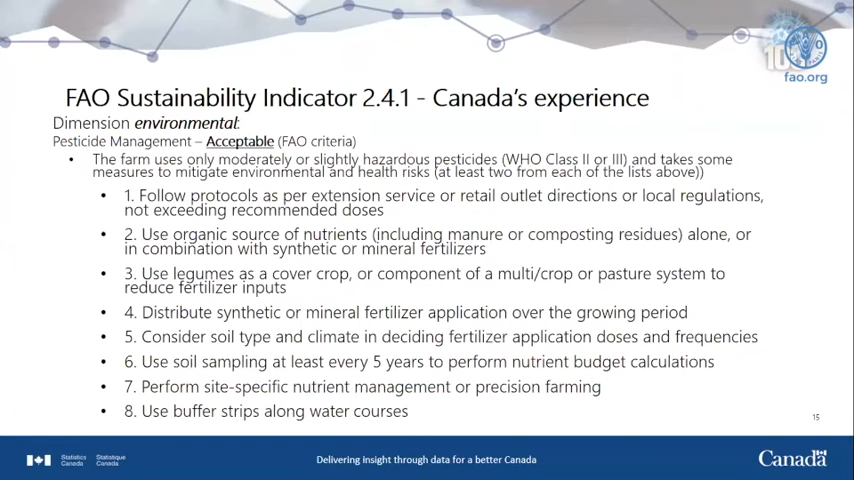 fao.org
FAO Sustainability Indicator 2.4.1 - Canada's experience
Dimension environmental:
Pesticide Management – Acceptable (FAO criteria)
• The farm uses only moderately or slightly hazardous pesticides (WHO Class II or III) and takes some
measures to mitigate environmental and health risks (at least two from each of the lists above))
• 1. Follow protocols as per extension service or retail outlet directions or local regulations,
not exceeding recommended doses
• 2. Use organic source of nutrients (including manure or composting residues) alone, or
in combination with synthetic or mineral fertilizers
• 3. Use legumes as a cover crop, or component of a multi/crop or pasture system to
reduce fertilizer inputs
• 4. Distribute synthetic or mineral fertilizer application over the growing period
• 5. Consider soil type and climate in deciding fertilizer application doses and frequencies
• 6. Use soil sampling at least every 5 years to perform nutrient budget calculations
• 7. Perform site-specific nutrient management or precision farming
• 8. Use buffer strips along water courses
15
Statistics Statistique
Canada Canada
Delivering insight through data for a better Canada
Canada